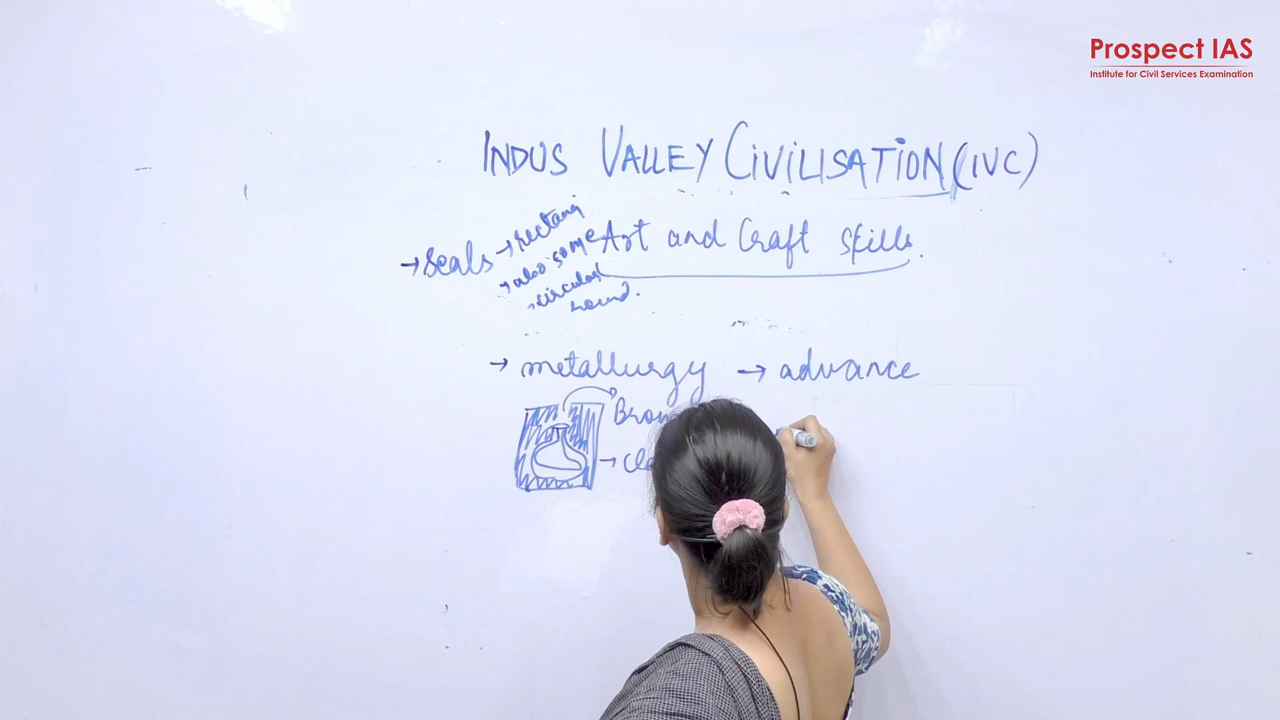 Prospect IAS
Institute for Civil Services Examination
INDUS VALLEY CIVILISATION (IVC)
Art and Craft Skills.
→ Seals → rectang
→ also some
→ circular
round.
→ metallurgy → advance